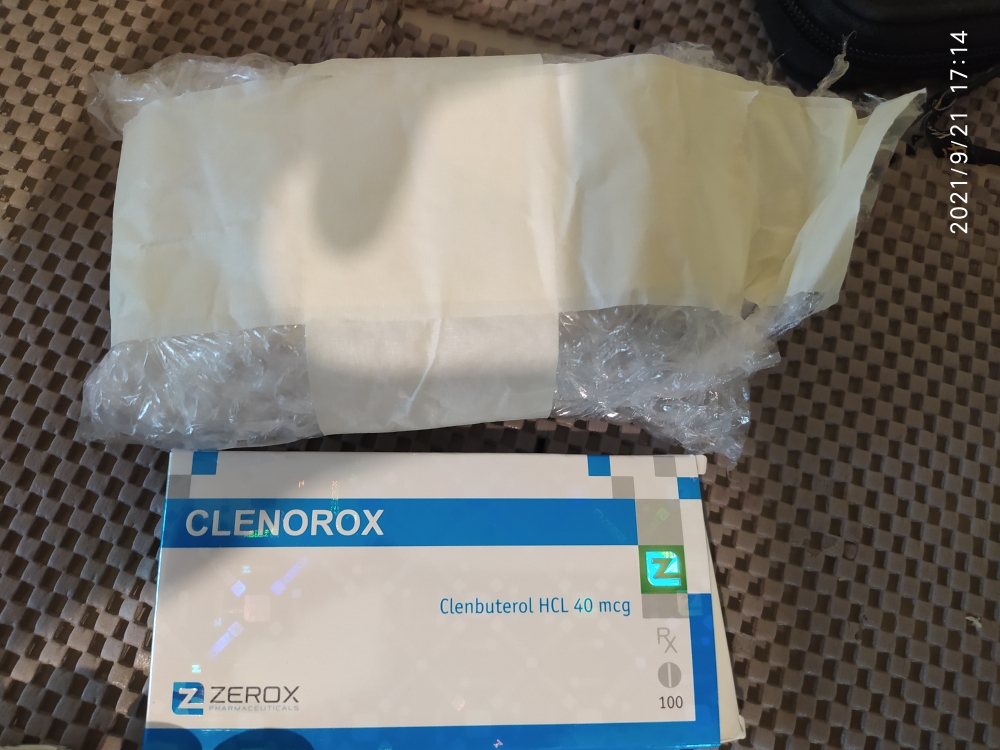 2021/9/21 17:14
CLENOROX
Clenbuterol HCL 40 mcg
Z
Rx
ZEROX
PHARMACEUTICALS
100